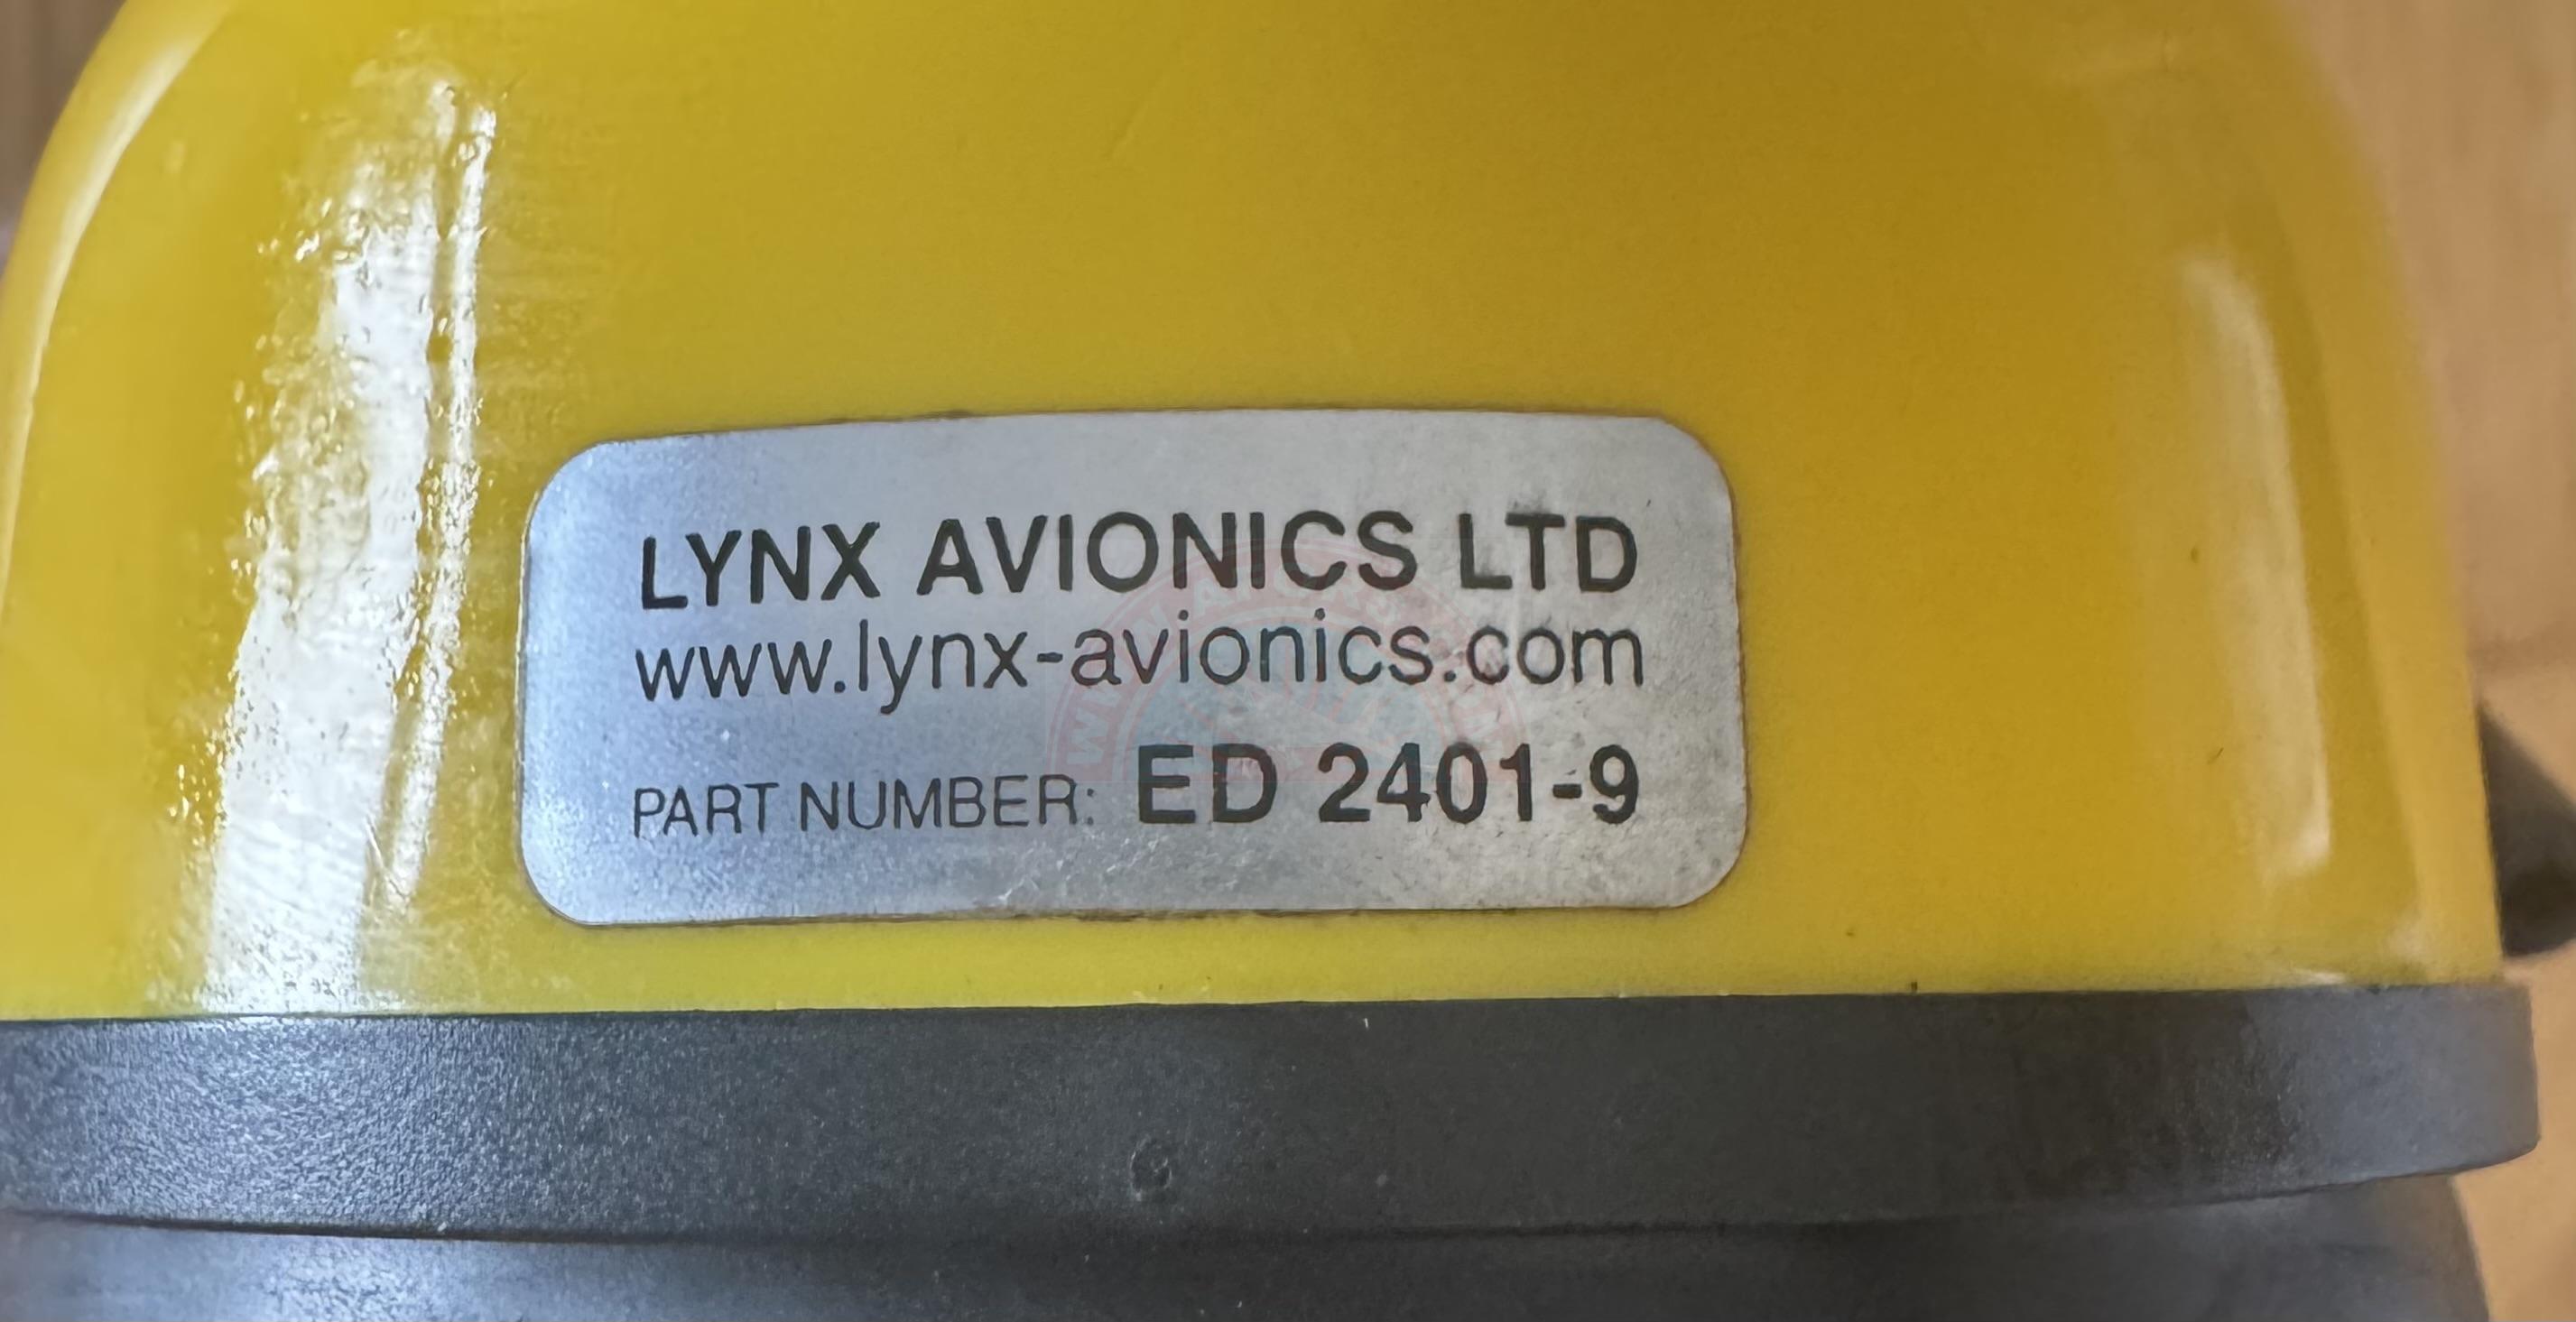 LYNX AVIONICS LTD
www.lynx-avionics.com
PART NUMBER: ED 2401-9